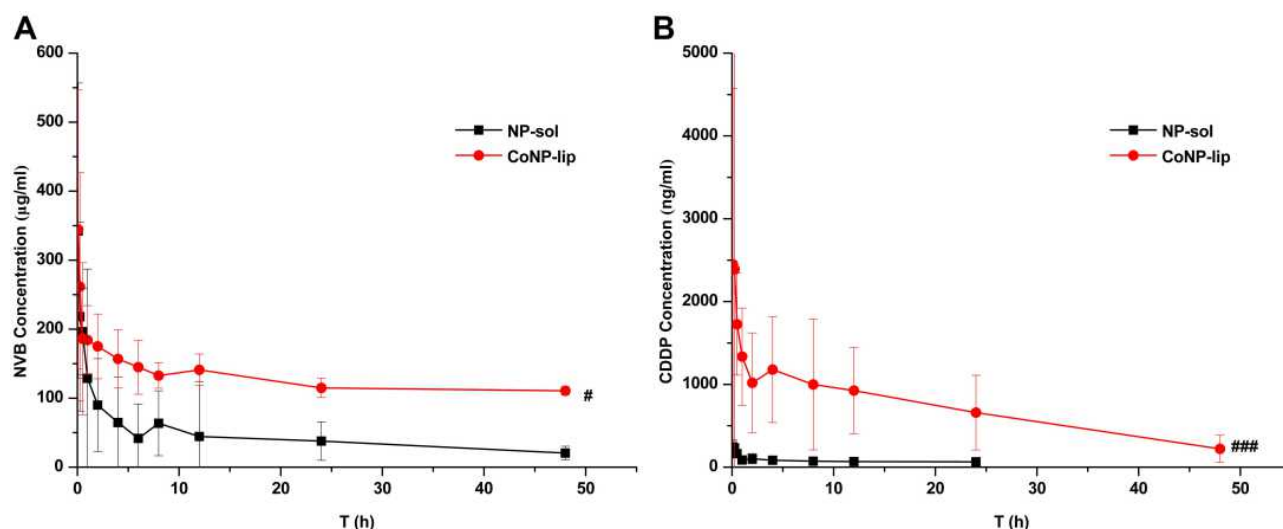 A
600
500
400
300
200
100
0
NVB Concentration (μg/ml)
NP-sol
CoNP-lip
#
0
10
20
30
40
50
T (h)
B
5000
4000
3000
2000
1000
0
CDDP Concentration (ng/ml)
NP-sol
CoNP-lip
###
0
10
20
30
40
50
T (h)